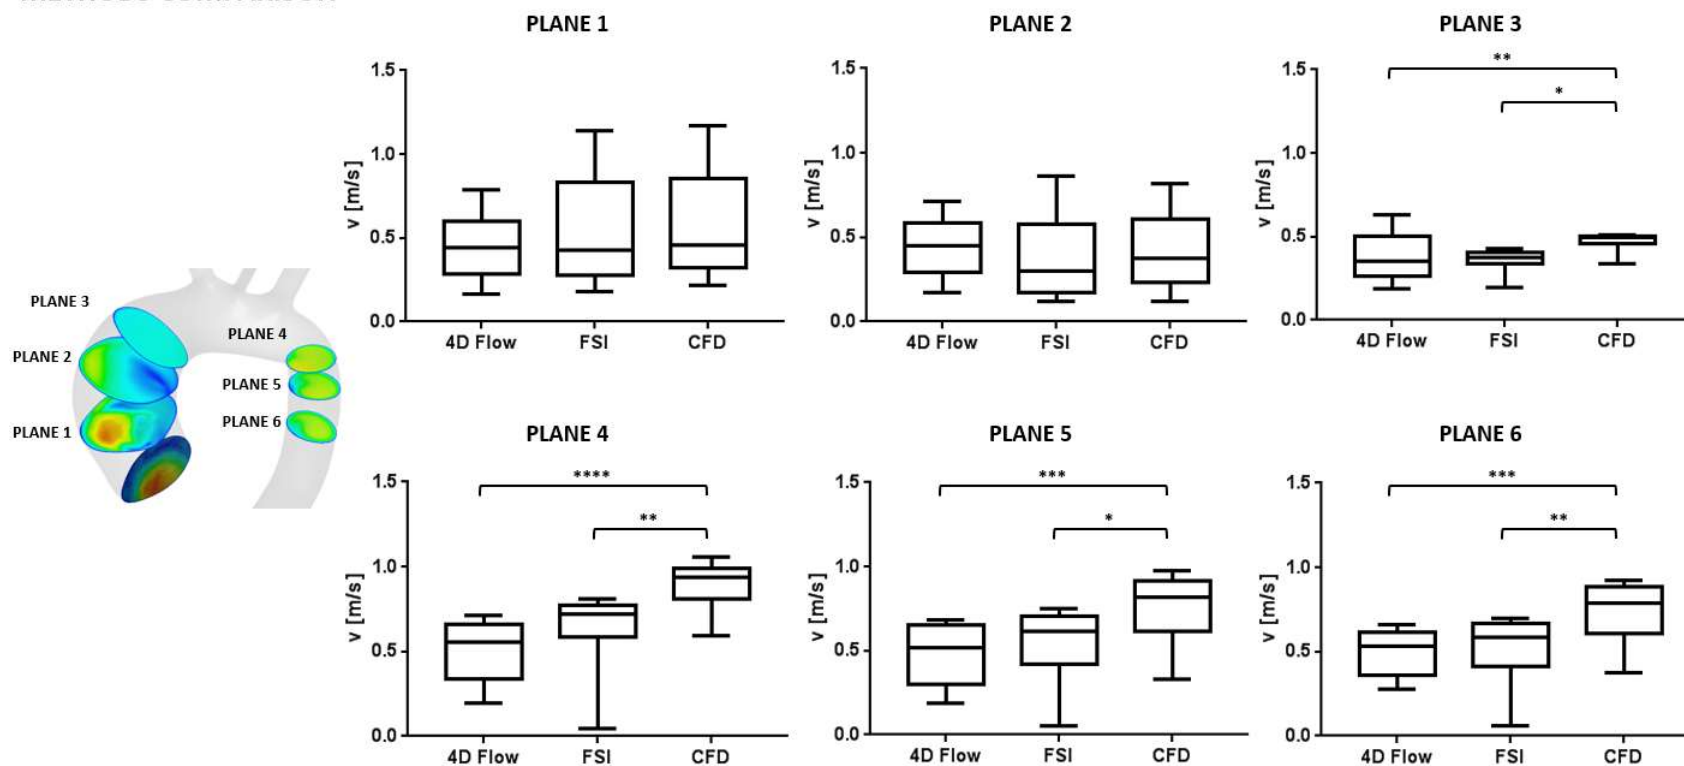 PLANE 1
1.5
1.0
0.5
0.0
v [m/s]
4D Flow FSI CFD
PLANE 2
1.5
1.0
0.5
0.0
v [m/s]
4D Flow FSI CFD
PLANE 3
1.5
1.0
0.5
0.0
v [m/s]
**
*
4D Flow FSI CFD
PLANE 3
PLANE 2
PLANE 1
PLANE 4
PLANE 5
PLANE 6
PLANE 4
1.5
1.0
0.5
0.0
v [m/s]
****
**
4D Flow FSI CFD
PLANE 5
1.5
1.0
0.5
0.0
v [m/s]
***
*
4D Flow FSI CFD
PLANE 6
1.5
1.0
0.5
0.0
v [m/s]
***
**
4D Flow FSI CFD